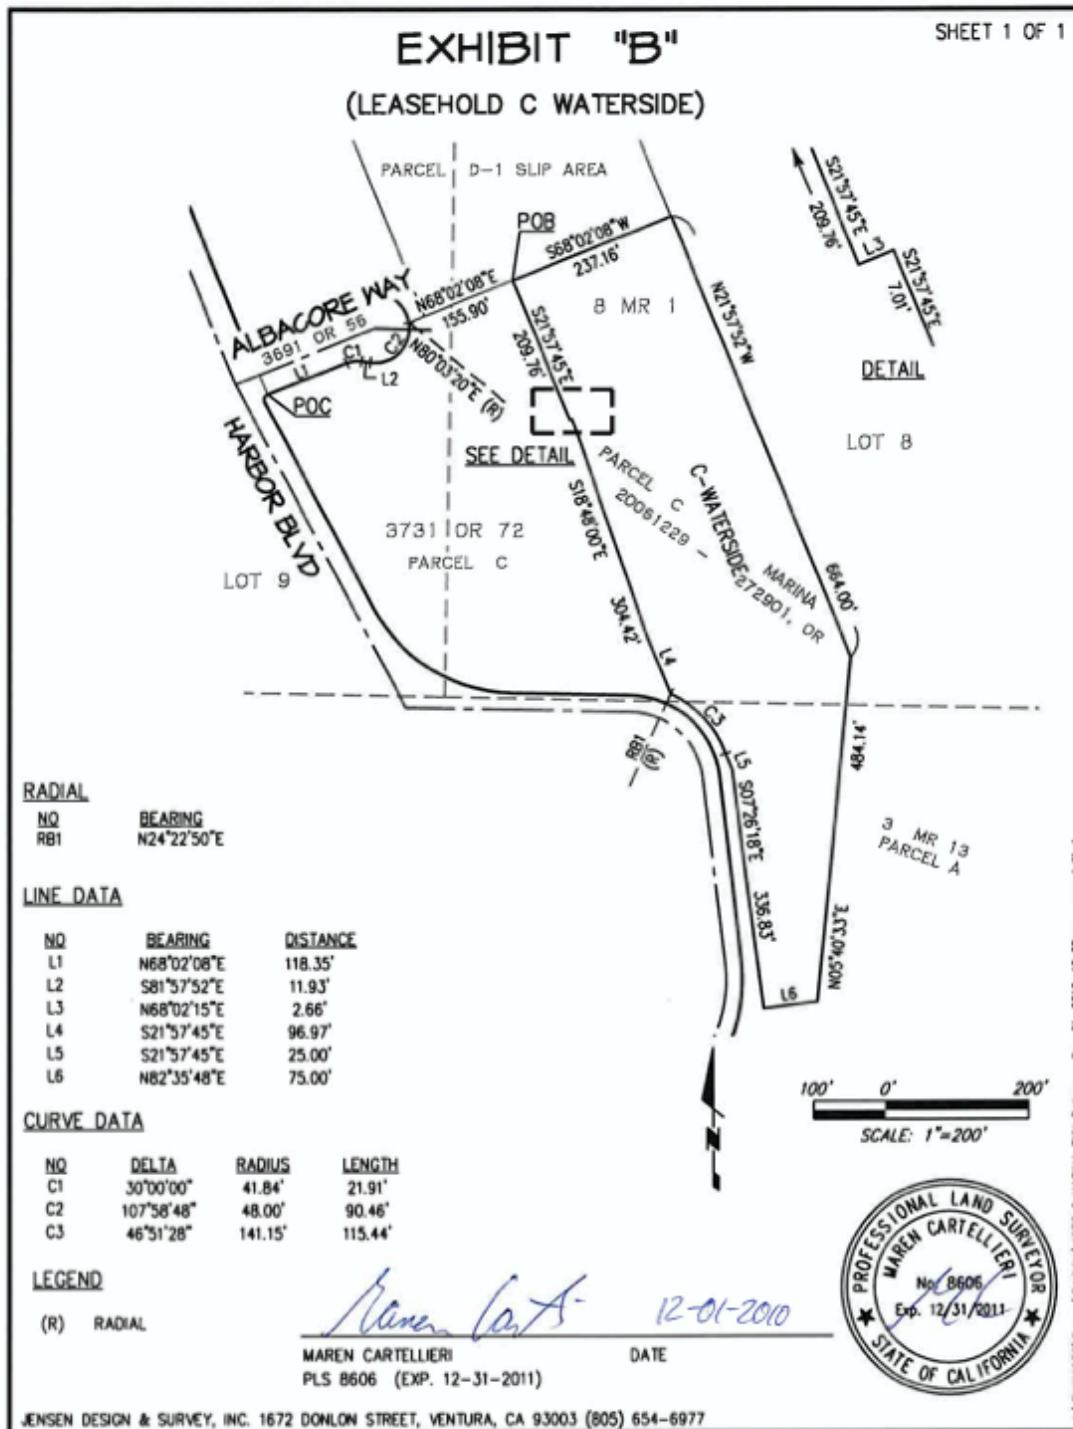 SHEET 1 OF 1
EXHIBIT "B"
(LEASEHOLD C WATERSIDE)
PARCEL D-1 SLIP AREA
POB
S68°02'08"W
237.16'
N68°02'08"E
155.90'
ALBACORE WAY
3691 OR 56
L1
C1
C2
L2
N80°03'20"E (R)
POC
S21°57'45"E
209.76'
8 MR 1
N21°57'52"W
664.00'
S21°57'45"E
209.76'
L3
S21°57'45"E
7.01'
DETAIL
LOT 8
SEE DETAIL
HARBOR BLVD
LOT 9
3731 OR 72
PARCEL C
S18°48'00"E
304.42'
PARCEL C
20061229 - 272901, OR
C-WATERSIDE
MARINA
L4
C3
RB1
(R)
L5
S07°26'18"E
336.83'
484.14'
N05°40'33"E
L6
3 MR 13
PARCEL A
RADIAL
NO BEARING
RB1 N24°22'50"E
LINE DATA
NO BEARING DISTANCE
L1 N68°02'08"E 118.35'
L2 S81°57'52"E 11.93'
L3 N68°02'15"E 2.66'
L4 S21°57'45"E 96.97'
L5 S21°57'45"E 25.00'
L6 N82°35'48"E 75.00'
N
100' 0' 200'
SCALE: 1"=200'
CURVE DATA
NO DELTA RADIUS LENGTH
C1 30°00'00" 41.84' 21.91'
C2 107°58'48" 48.00' 90.46'
C3 46°51'28" 141.15' 115.44'
LEGEND
(R) RADIAL
12-01-2010
MAREN CARTELLIERI DATE
PLS 8606 (EXP. 12-31-2011)
PROFESSIONAL LAND SURVEYOR
MAREN CARTELLIERI
No. 8606
Exp. 12/31/2011
STATE OF CALIFORNIA
JENSEN DESIGN & SURVEY, INC. 1672 DONLON STREET, VENTURA, CA 93003 (805) 654-6977